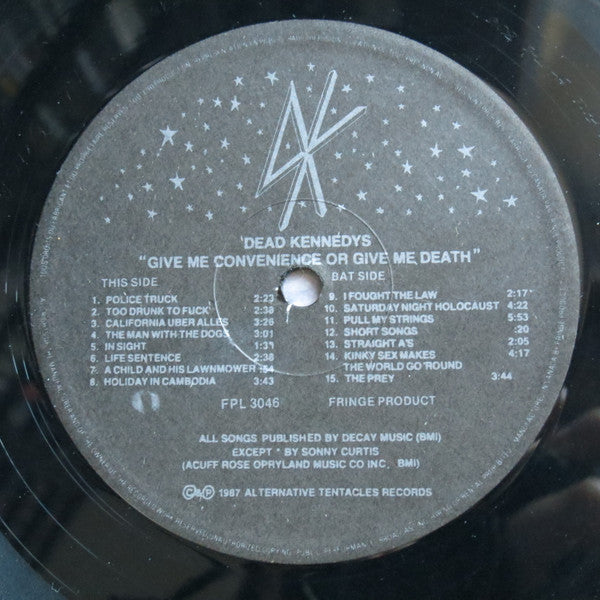 DEAD KENNEDYS
"GIVE ME CONVENIENCE OR GIVE ME DEATH"
THIS SIDE
1. POLICE TRUCK 2:23
2. TOO DRUNK TO FUCK 2:38
3. CALIFORNIA UBER ALLES 3:26
4. THE MAN WITH THE DOGS
5. IN SIGHT 1:31
6. LIFE SENTENCE 2:38
7. A CHILD AND HIS LAWNMOWER :54
8. HOLIDAY IN CAMBODIA 3:43
BAT SIDE
9. I FOUGHT THE LAW 2:17*
10. SATURDAY NIGHT HOLOCAUST 4:22
11. PULL MY STRINGS 5:53
12. SHORT SONGS :20
13. STRAIGHT A'S
14. KINKY SEX MAKES 4:17
THE WORLD GO 'ROUND
15. THE PREY 3:44
FPL 3046 FRINGE PRODUCT
ALL SONGS PUBLISHED BY DECAY MUSIC (BMI)
EXCEPT * BY SONNY CURTIS
(ACUFF ROSE OPRYLAND MUSIC CO INC., BMI)
©&℗ 1987 ALTERNATIVE TENTACLES RECORDS